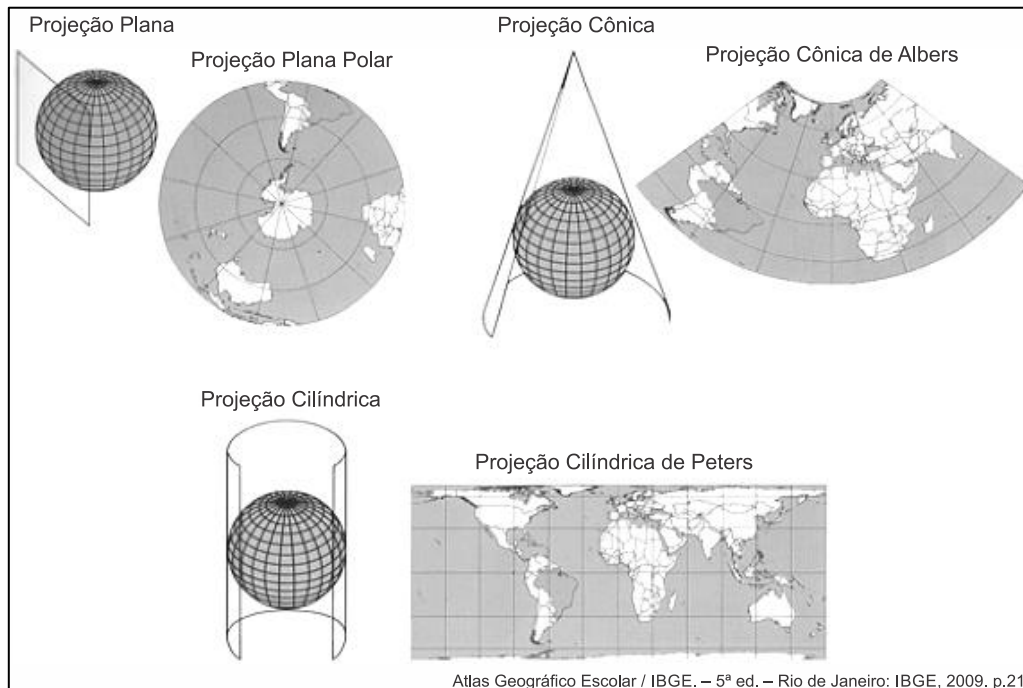 Projeção Plana
Projeção Plana Polar
Projeção Cônica
Projeção Cônica de Albers
Projeção Cilíndrica
Projeção Cilíndrica de Peters
Atlas Geográfico Escolar / IBGE. – 5ª ed. – Rio de Janeiro: IBGE, 2009. p.21